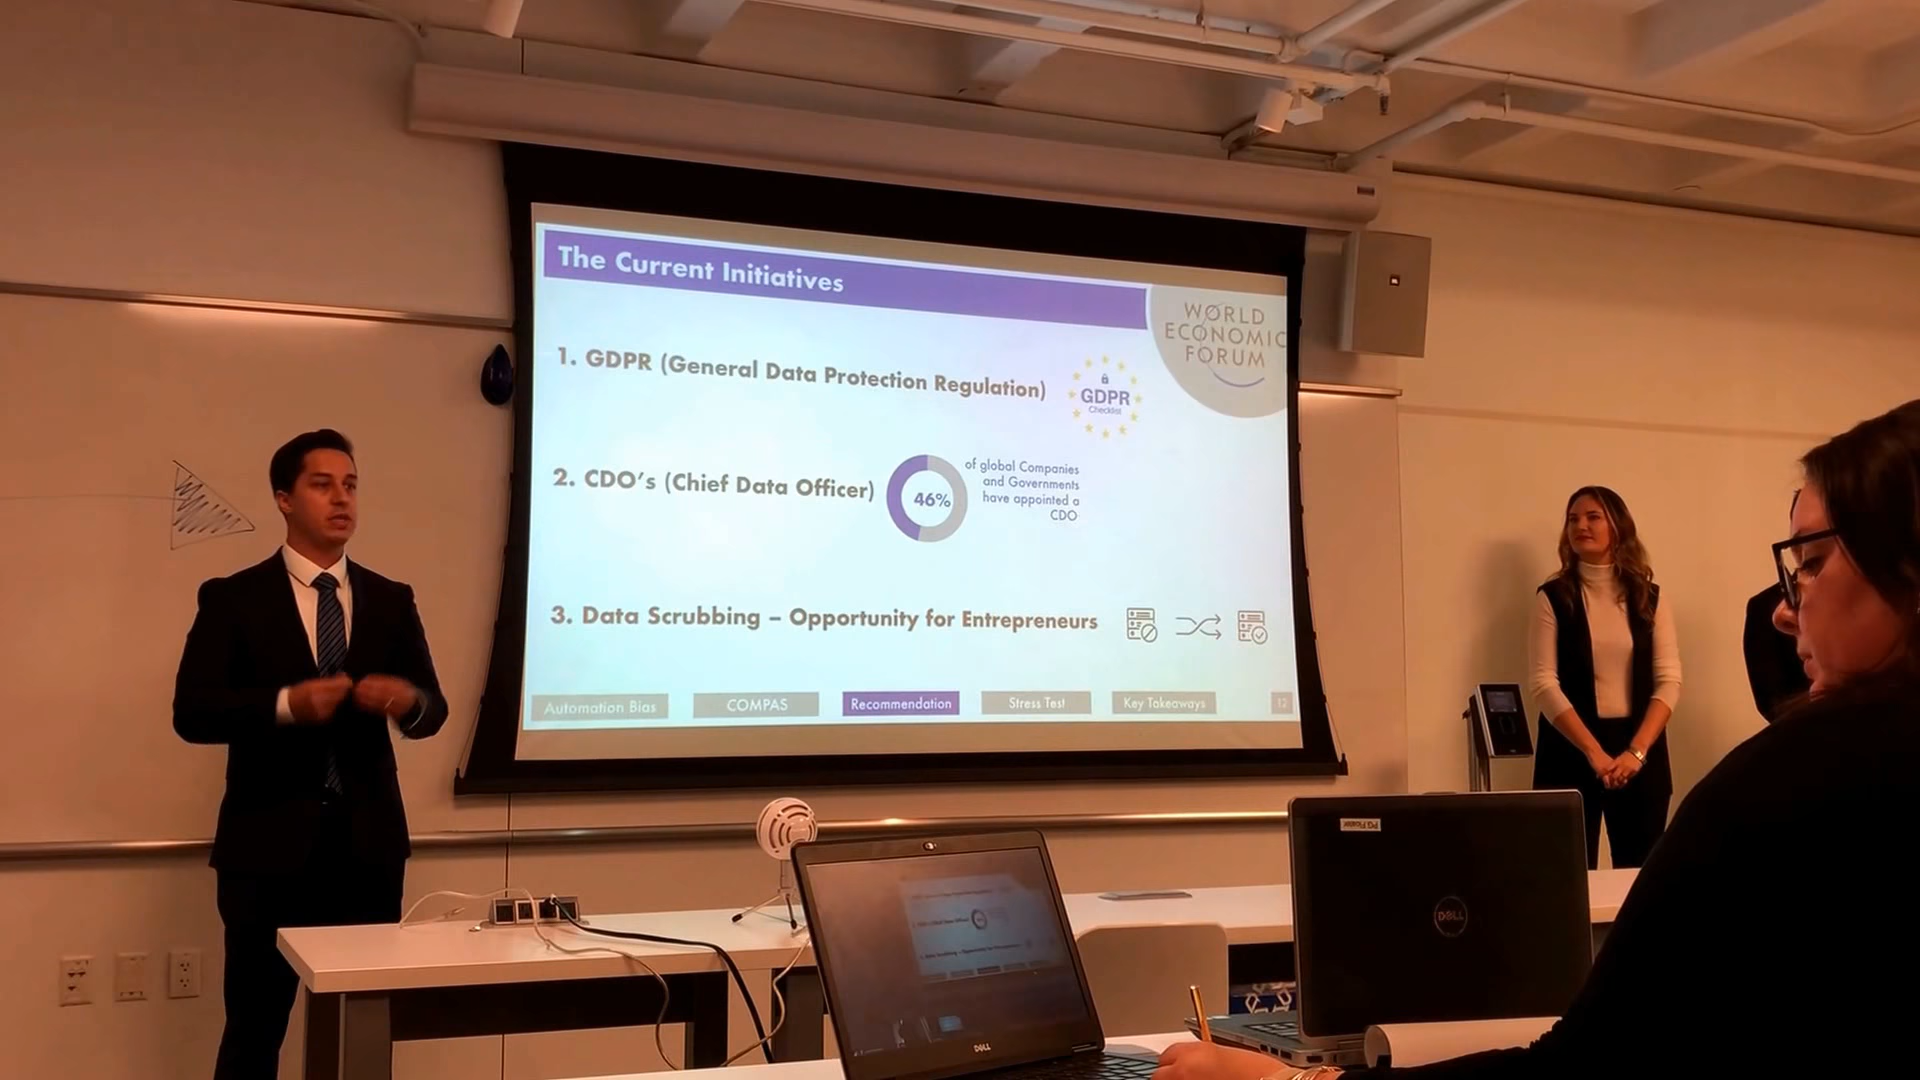 The Current Initiatives
WORLD
ECONOMIC
FORUM
1. GDPR (General Data Protection Regulation)
GDPR
Checklist
2. CDO's (Chief Data Officer)
46%
of global Companies
and Governments
have appointed a
CDO
3. Data Scrubbing – Opportunity for Entrepreneurs
Automation Bias
COMPAS
Recommendation
Stress Test
Key Takeaways
12
PG Floater
DELL
DELL